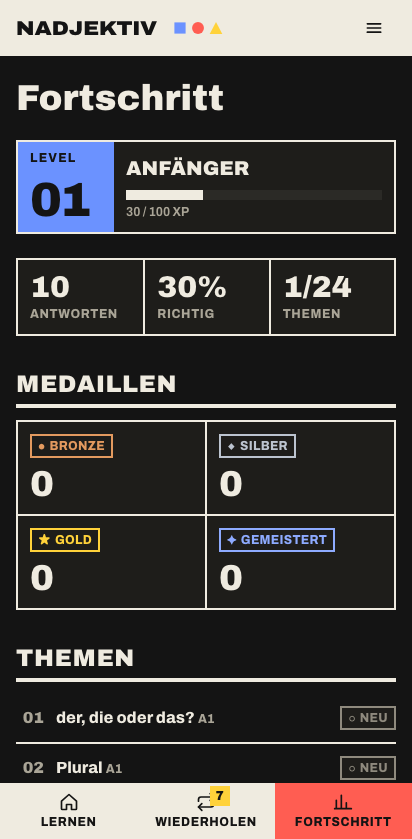 NADJEKTIV
Fortschritt
LEVEL
01
ANFÄNGER
30 / 100 XP
10
ANTWORTEN
30%
RICHTIG
1/24
THEMEN
MEDAILLEN
BRONZE
0
SILBER
0
GOLD
0
GEMEISTERT
0
THEMEN
01 der, die oder das? A1 NEU
02 Plural A1 NEU
LERNEN
7
WIEDERHOLEN
FORTSCHRITT